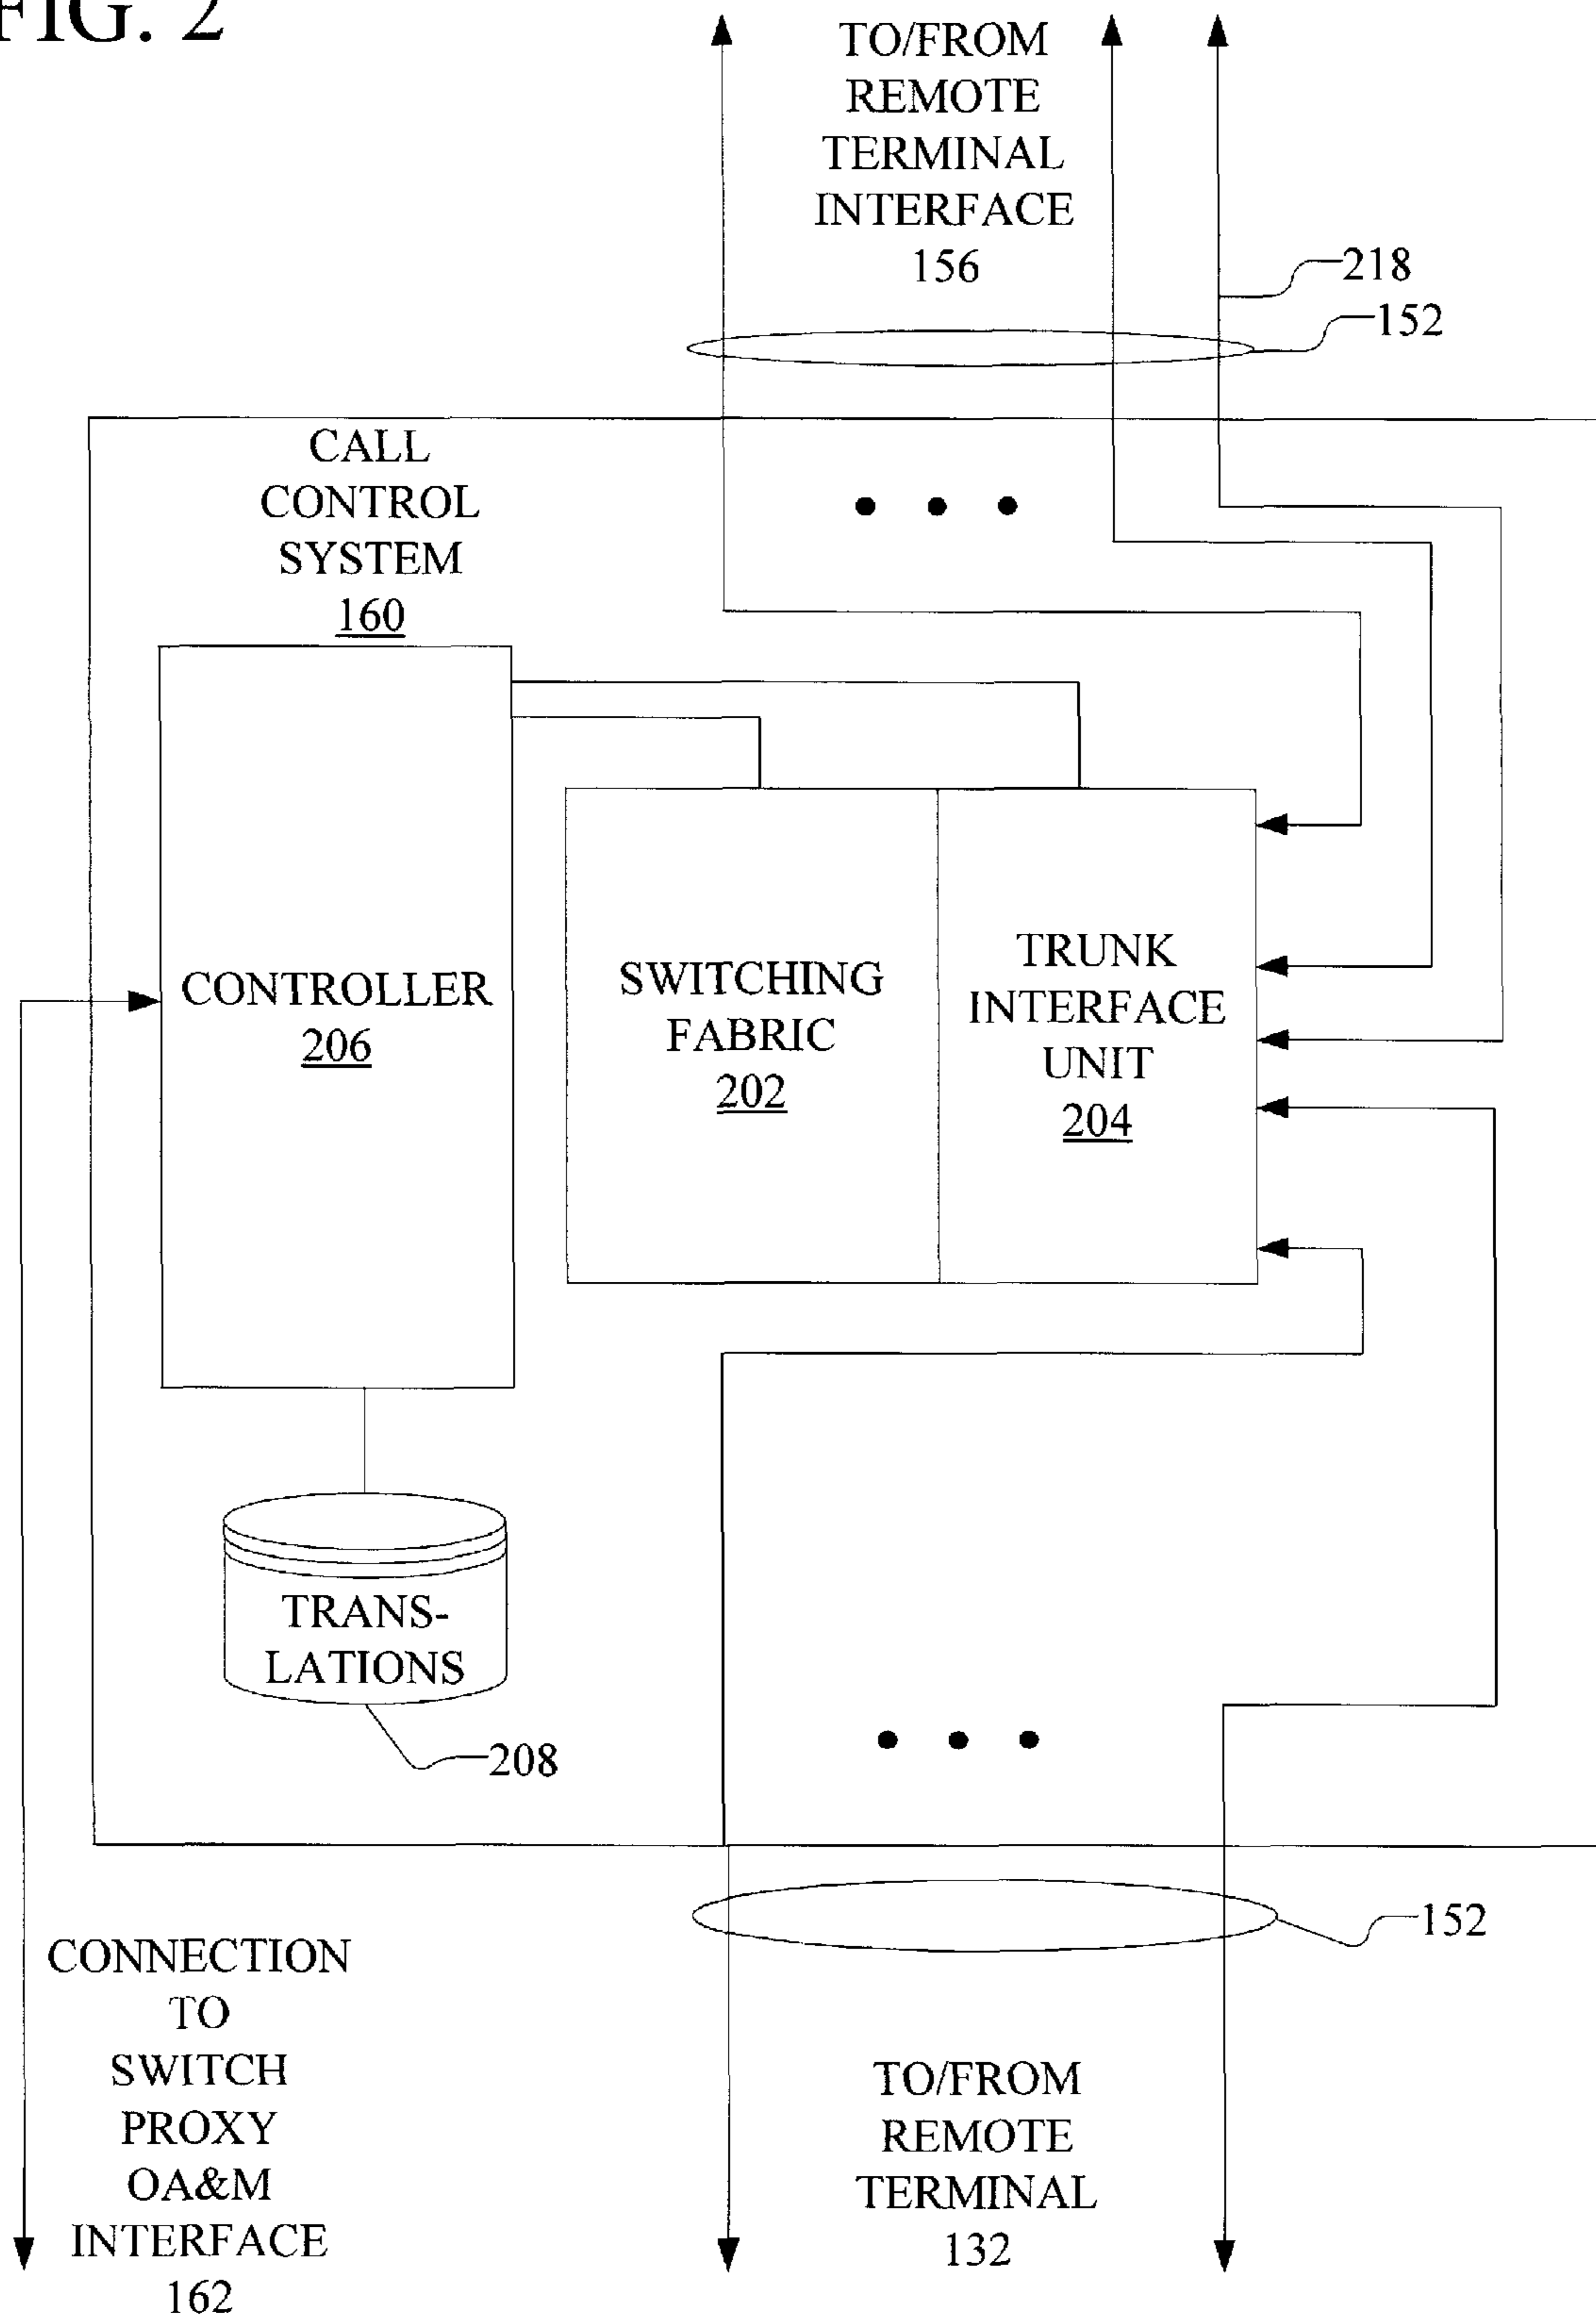 FIG. 2
TO/FROM
REMOTE
TERMINAL
INTERFACE
156
218
152
CALL
CONTROL
SYSTEM
160
CONTROLLER
206
SWITCHING
FABRIC
202
TRUNK
INTERFACE
UNIT
204
TRANS-
LATIONS
208
152
CONNECTION
TO
SWITCH
PROXY
OA&M
INTERFACE
162
TO/FROM
REMOTE
TERMINAL
132